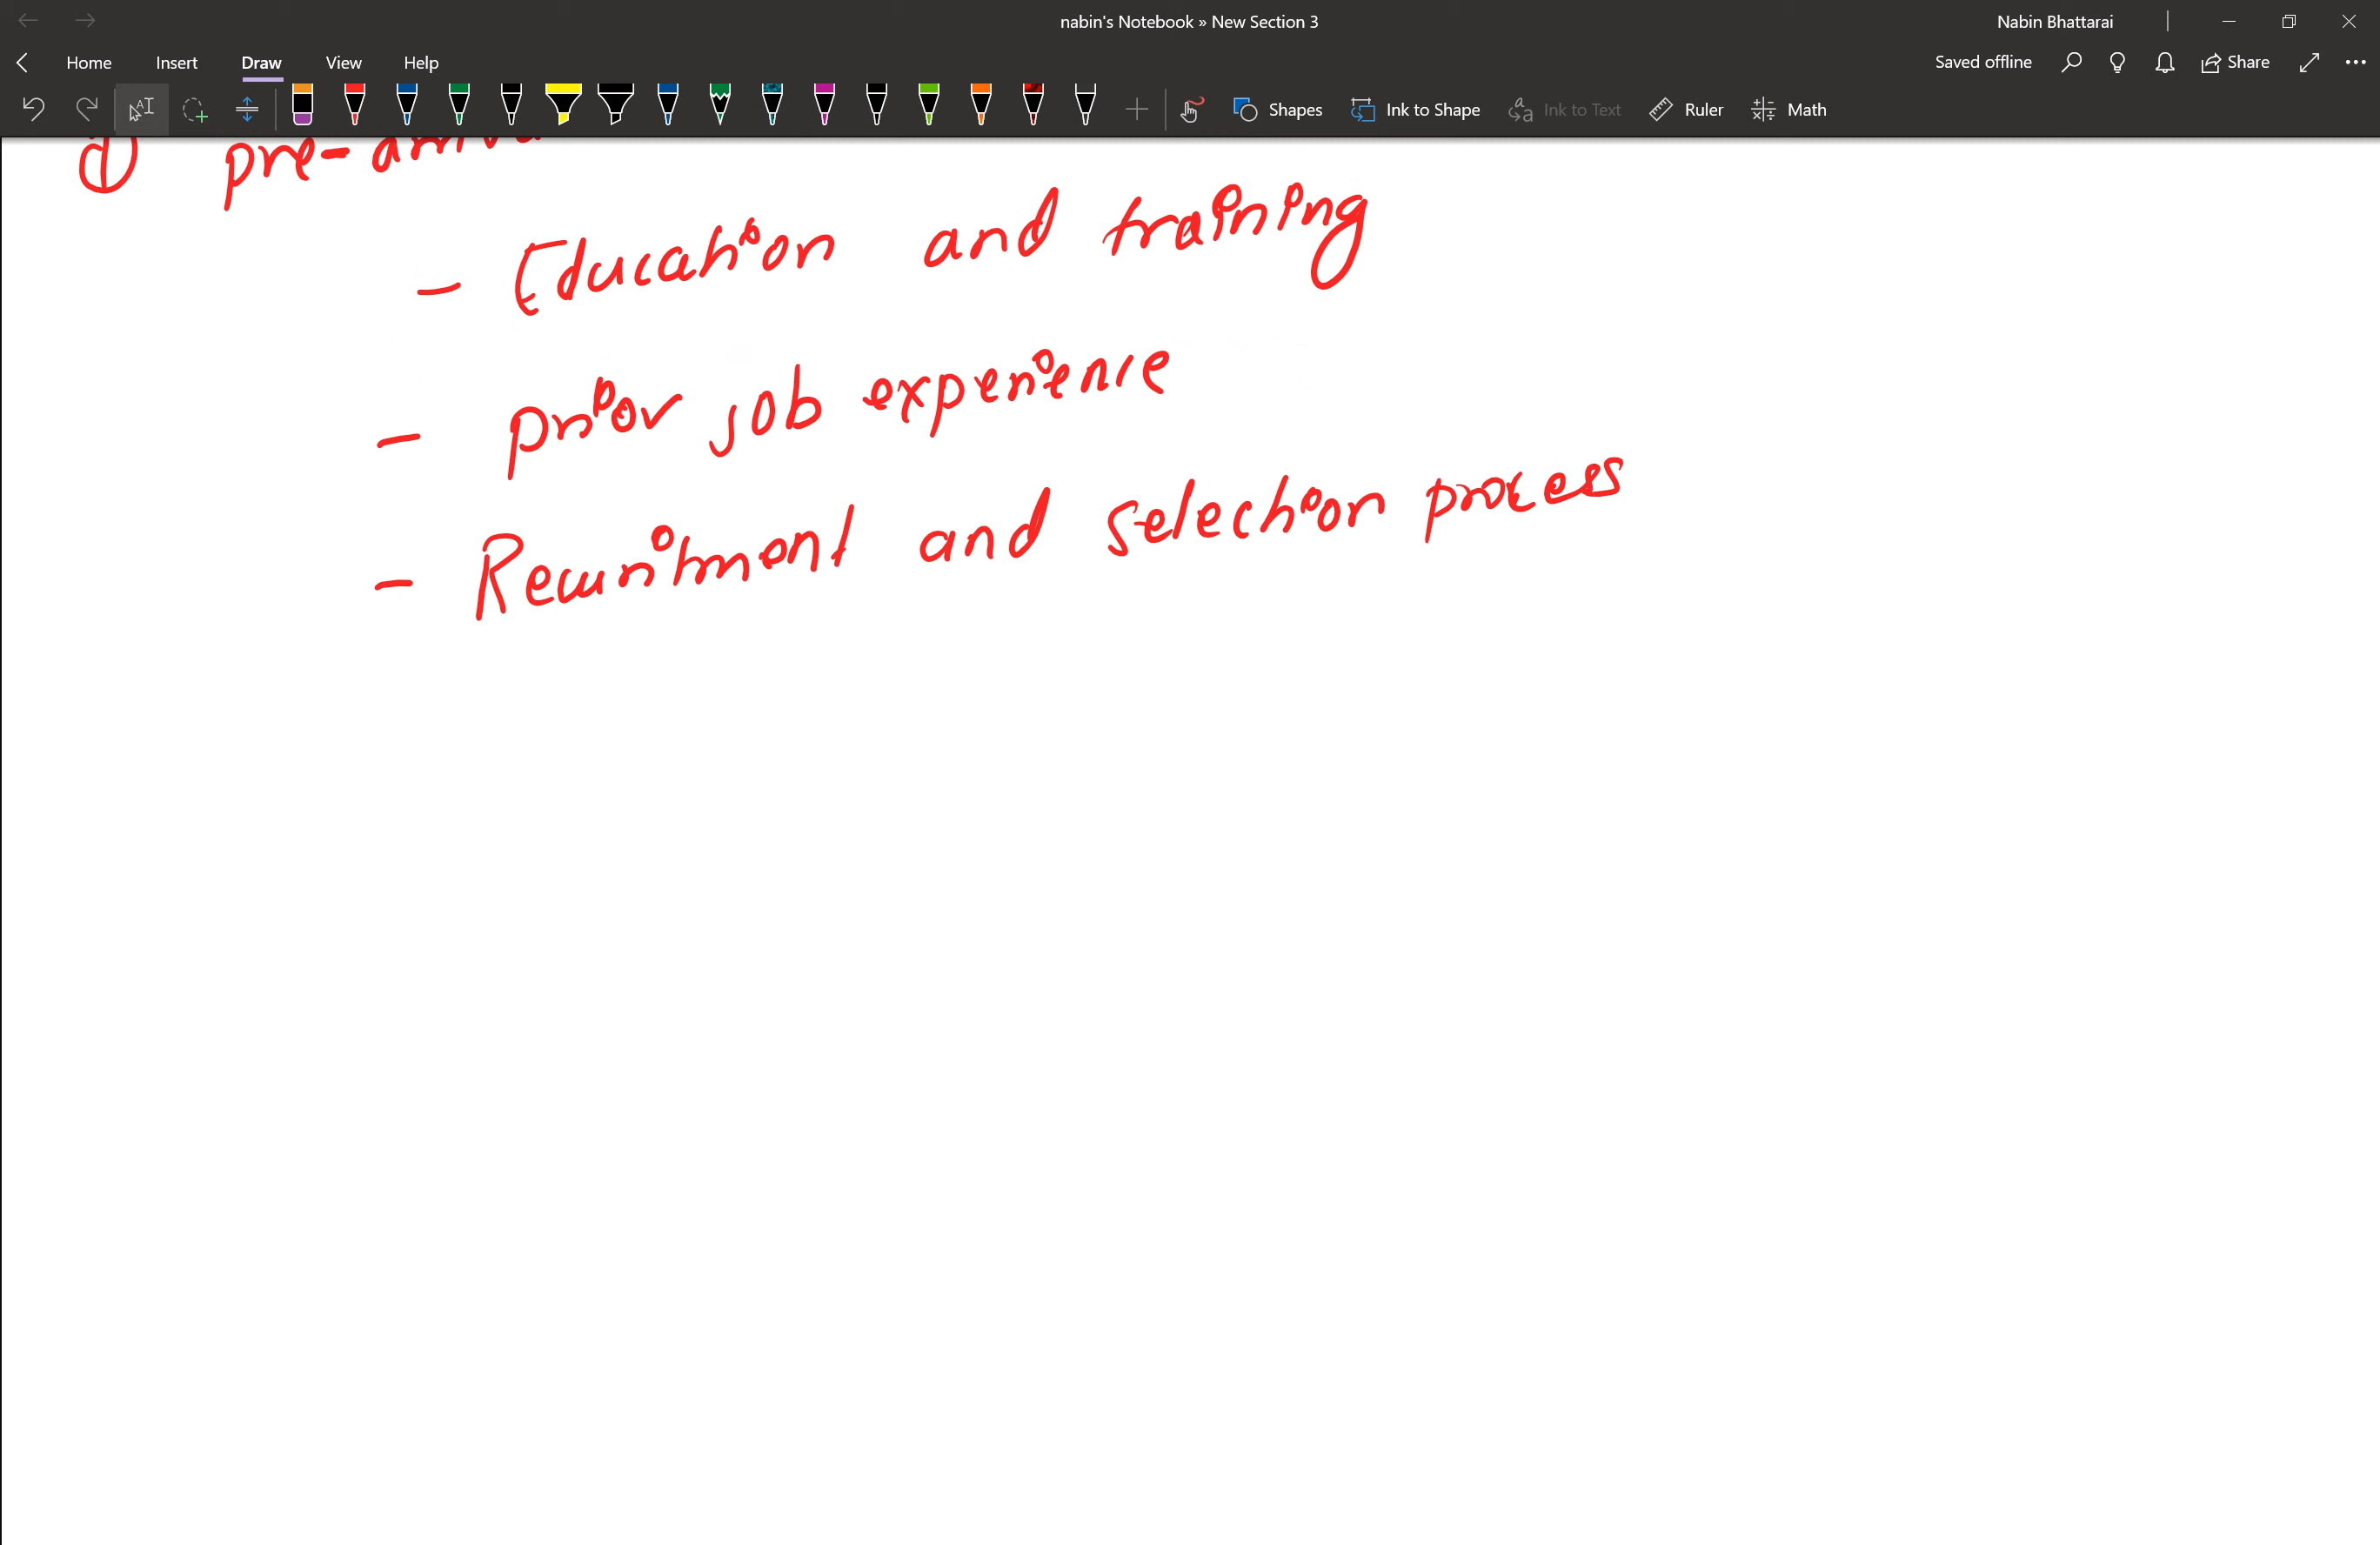 nabin's Notebook » New Section 3
Nabin Bhattarai
Home Insert Draw View Help
Saved offline
Share
Shapes Ink to Shape Ink to Text Ruler Math
- Education and training
- prior job experience
- Recruitment and selection process